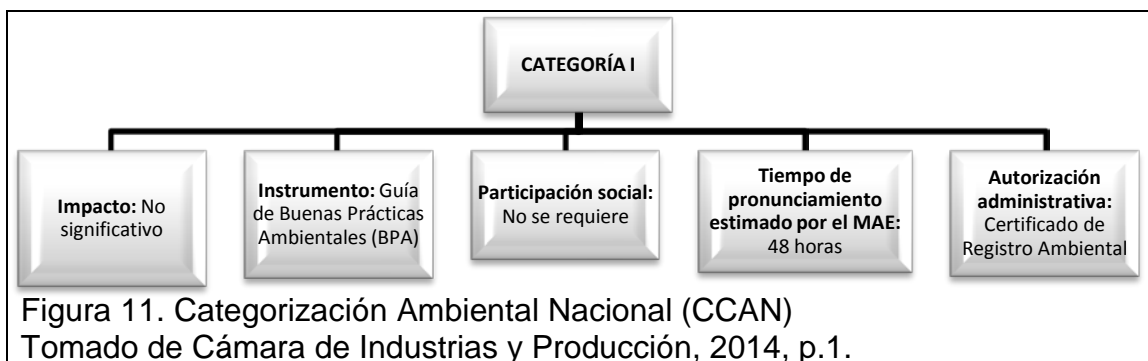 CATEGORÍA I
Impacto: No
significativo
Instrumento: Guía
de Buenas Prácticas
Ambientales (BPA)
Participación social:
No se requiere
Tiempo de
pronunciamiento
estimado por el MAE:
48 horas
Autorización
administrativa:
Certificado de
Registro Ambiental
Figura 11. Categorización Ambiental Nacional (CCAN)
Tomado de Cámara de Industrias y Producción, 2014, p.1.